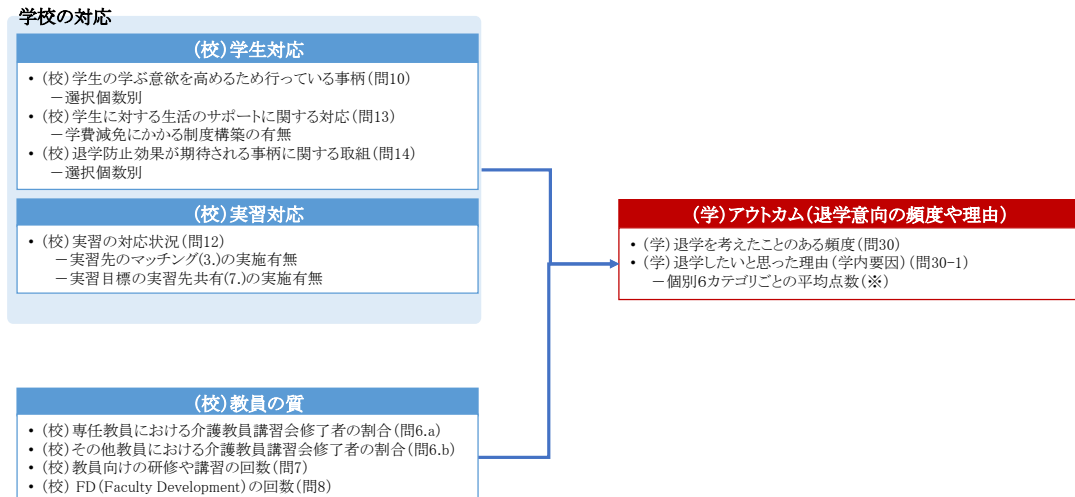 学校の対応
(校)学生対応
• (校)学生の学ぶ意欲を高めるため行っている事柄(問10)
－選択個数別
• (校)学生に対する生活のサポートに関する対応(問13)
－学費減免にかかる制度構築の有無
• (校)退学防止効果が期待される事柄に関する取組(問14)
－選択個数別
(校)実習対応
• (校)実習の対応状況(問12)
－実習先のマッチング(3.)の実施有無
－実習目標の実習先共有(7.)の実施有無
(学)アウトカム(退学意向の頻度や理由)
• (学)退学を考えたことのある頻度(問30)
• (学)退学したいと思った理由(学内要因)(問30-1)
－個別6カテゴリごとの平均点数(※)
(校)教員の質
• (校)専任教員における介護教員講習会修了者の割合(問6.a)
• (校)その他教員における介護教員講習会修了者の割合(問6.b)
• (校)教員向けの研修や講習の回数(問7)
• (校) FD(Faculty Development)の回数(問8)